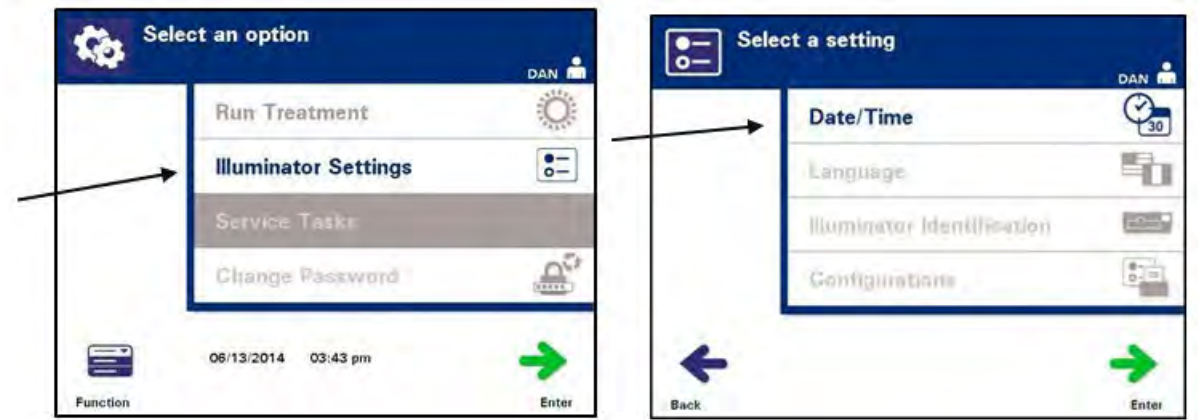 Select an option
DAN
Run Treatment
Illuminator Settings
Service Tasks
Change Password
06/13/2014 03:43 pm
Function
Enter
Select a setting
DAN
Date/Time
30
Language
Illuminator Identification
Configurations
Back
Enter